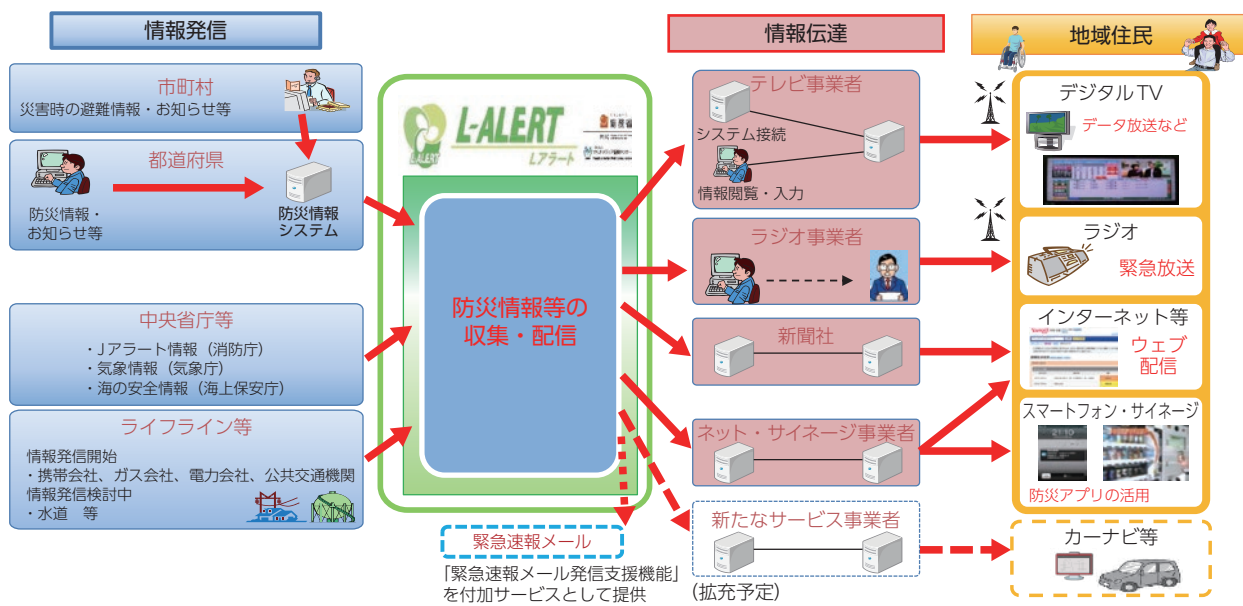 情報発信
市町村
災害時の避難情報・お知らせ等
都道府県
防災情報・
お知らせ等
防災情報
システム
中央省庁等
・Jアラート情報（消防庁）
・気象情報（気象庁）
・海の安全情報（海上保安庁）
ライフライン等
情報発信開始
・携帯会社、ガス会社、電力会社、公共交通機関
情報発信検討中
・水道　等
L-ALERT
L-ALERT
Lアラート
防災情報等の
収集・配信
緊急速報メール
「緊急速報メール発信支援機能」
を付加サービスとして提供
情報伝達
テレビ事業者
システム接続
情報閲覧・入力
ラジオ事業者
新聞社
ネット・サイネージ事業者
新たなサービス事業者
（拡充予定）
地域住民
デジタルTV
データ放送など
ラジオ
緊急放送
インターネット等
ウェブ
配信
スマートフォン・サイネージ
21:10
防災アプリの活用
カーナビ等